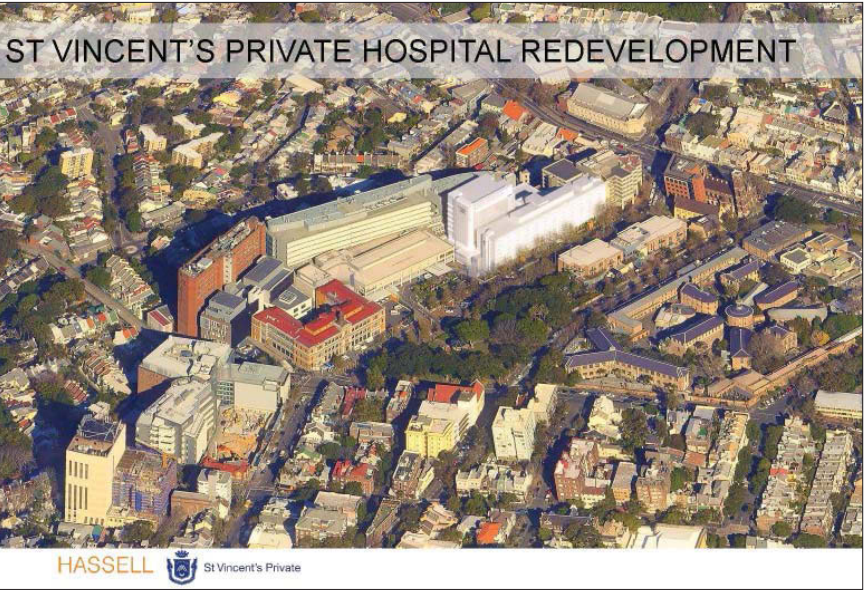 ST VINCENT'S PRIVATE HOSPITAL REDEVELOPMENT
HASSELL St Vincent's Private